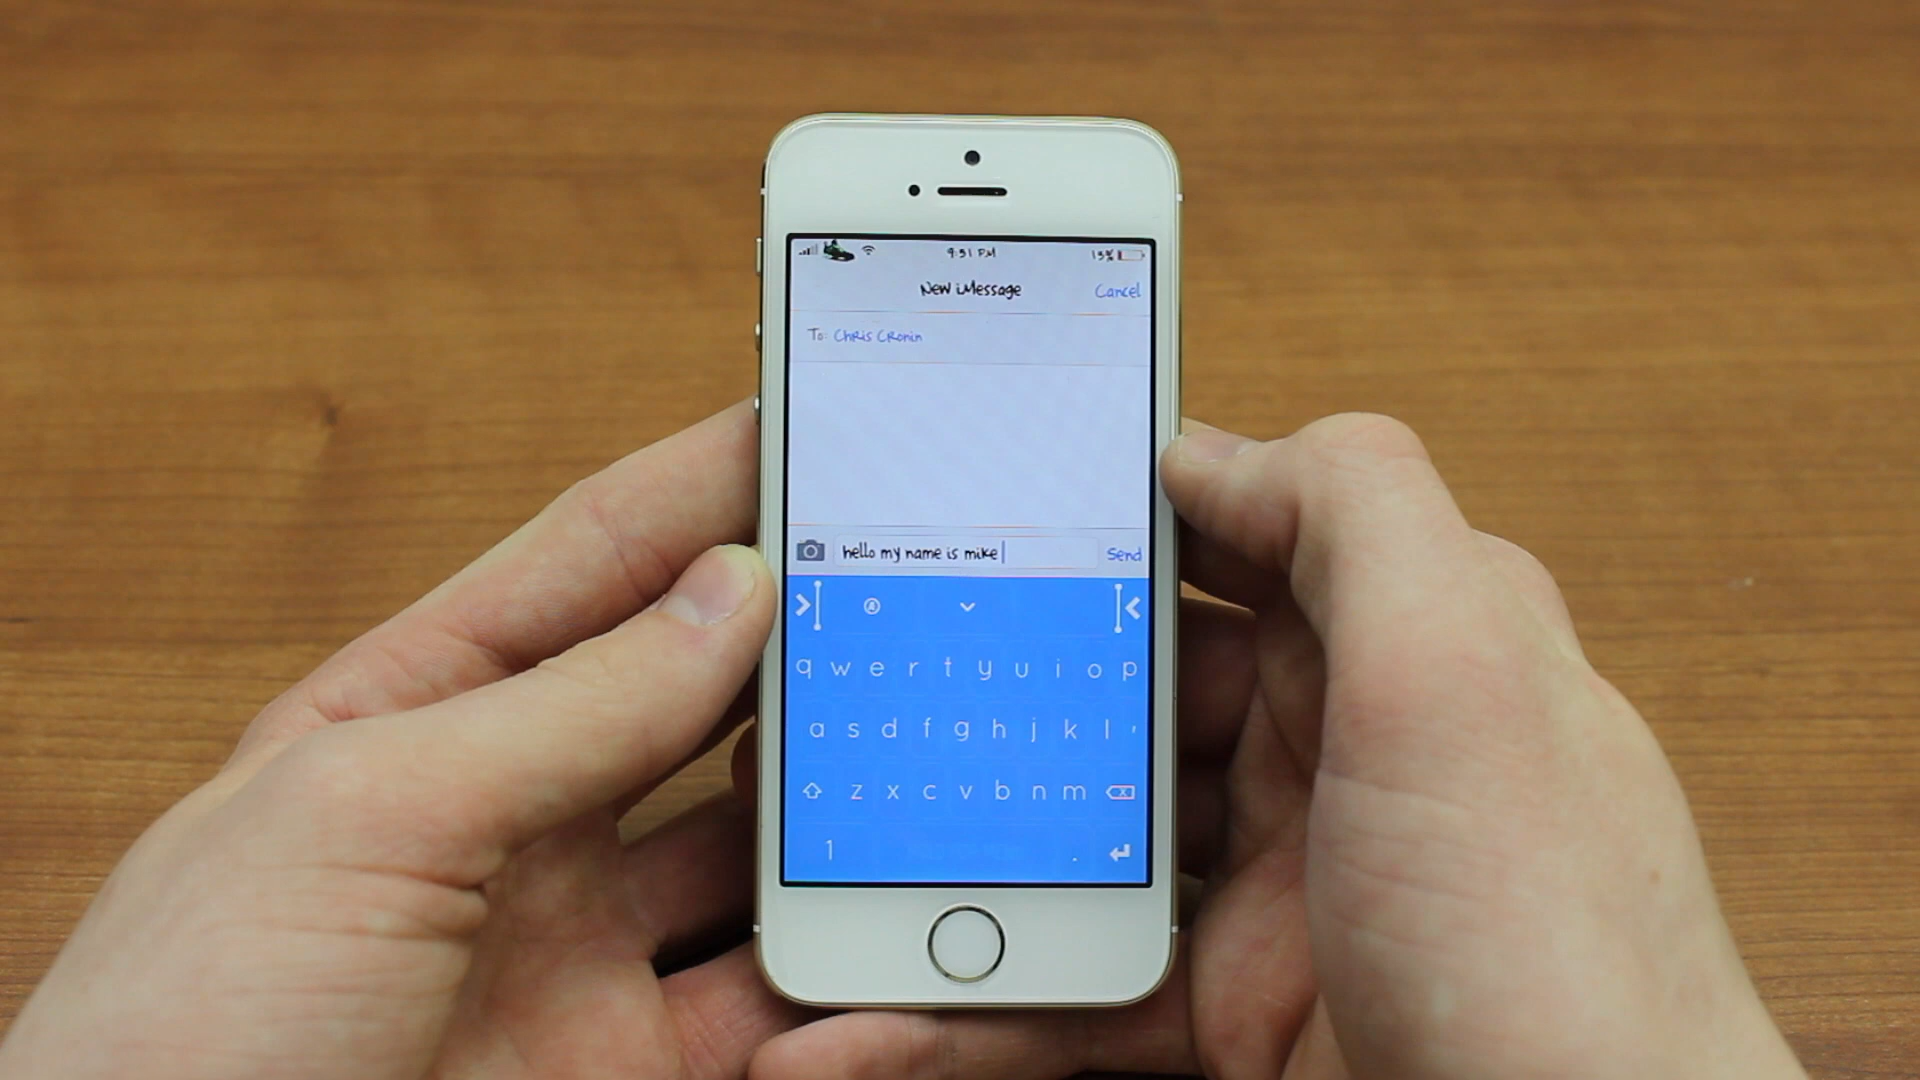 9:31 PM 13%
New iMessage Cancel
To: Chris Cronin
hello my name is mike Send
q w e r t y u i o p
a s d f g h j k l '
z x c v b n m
1 .